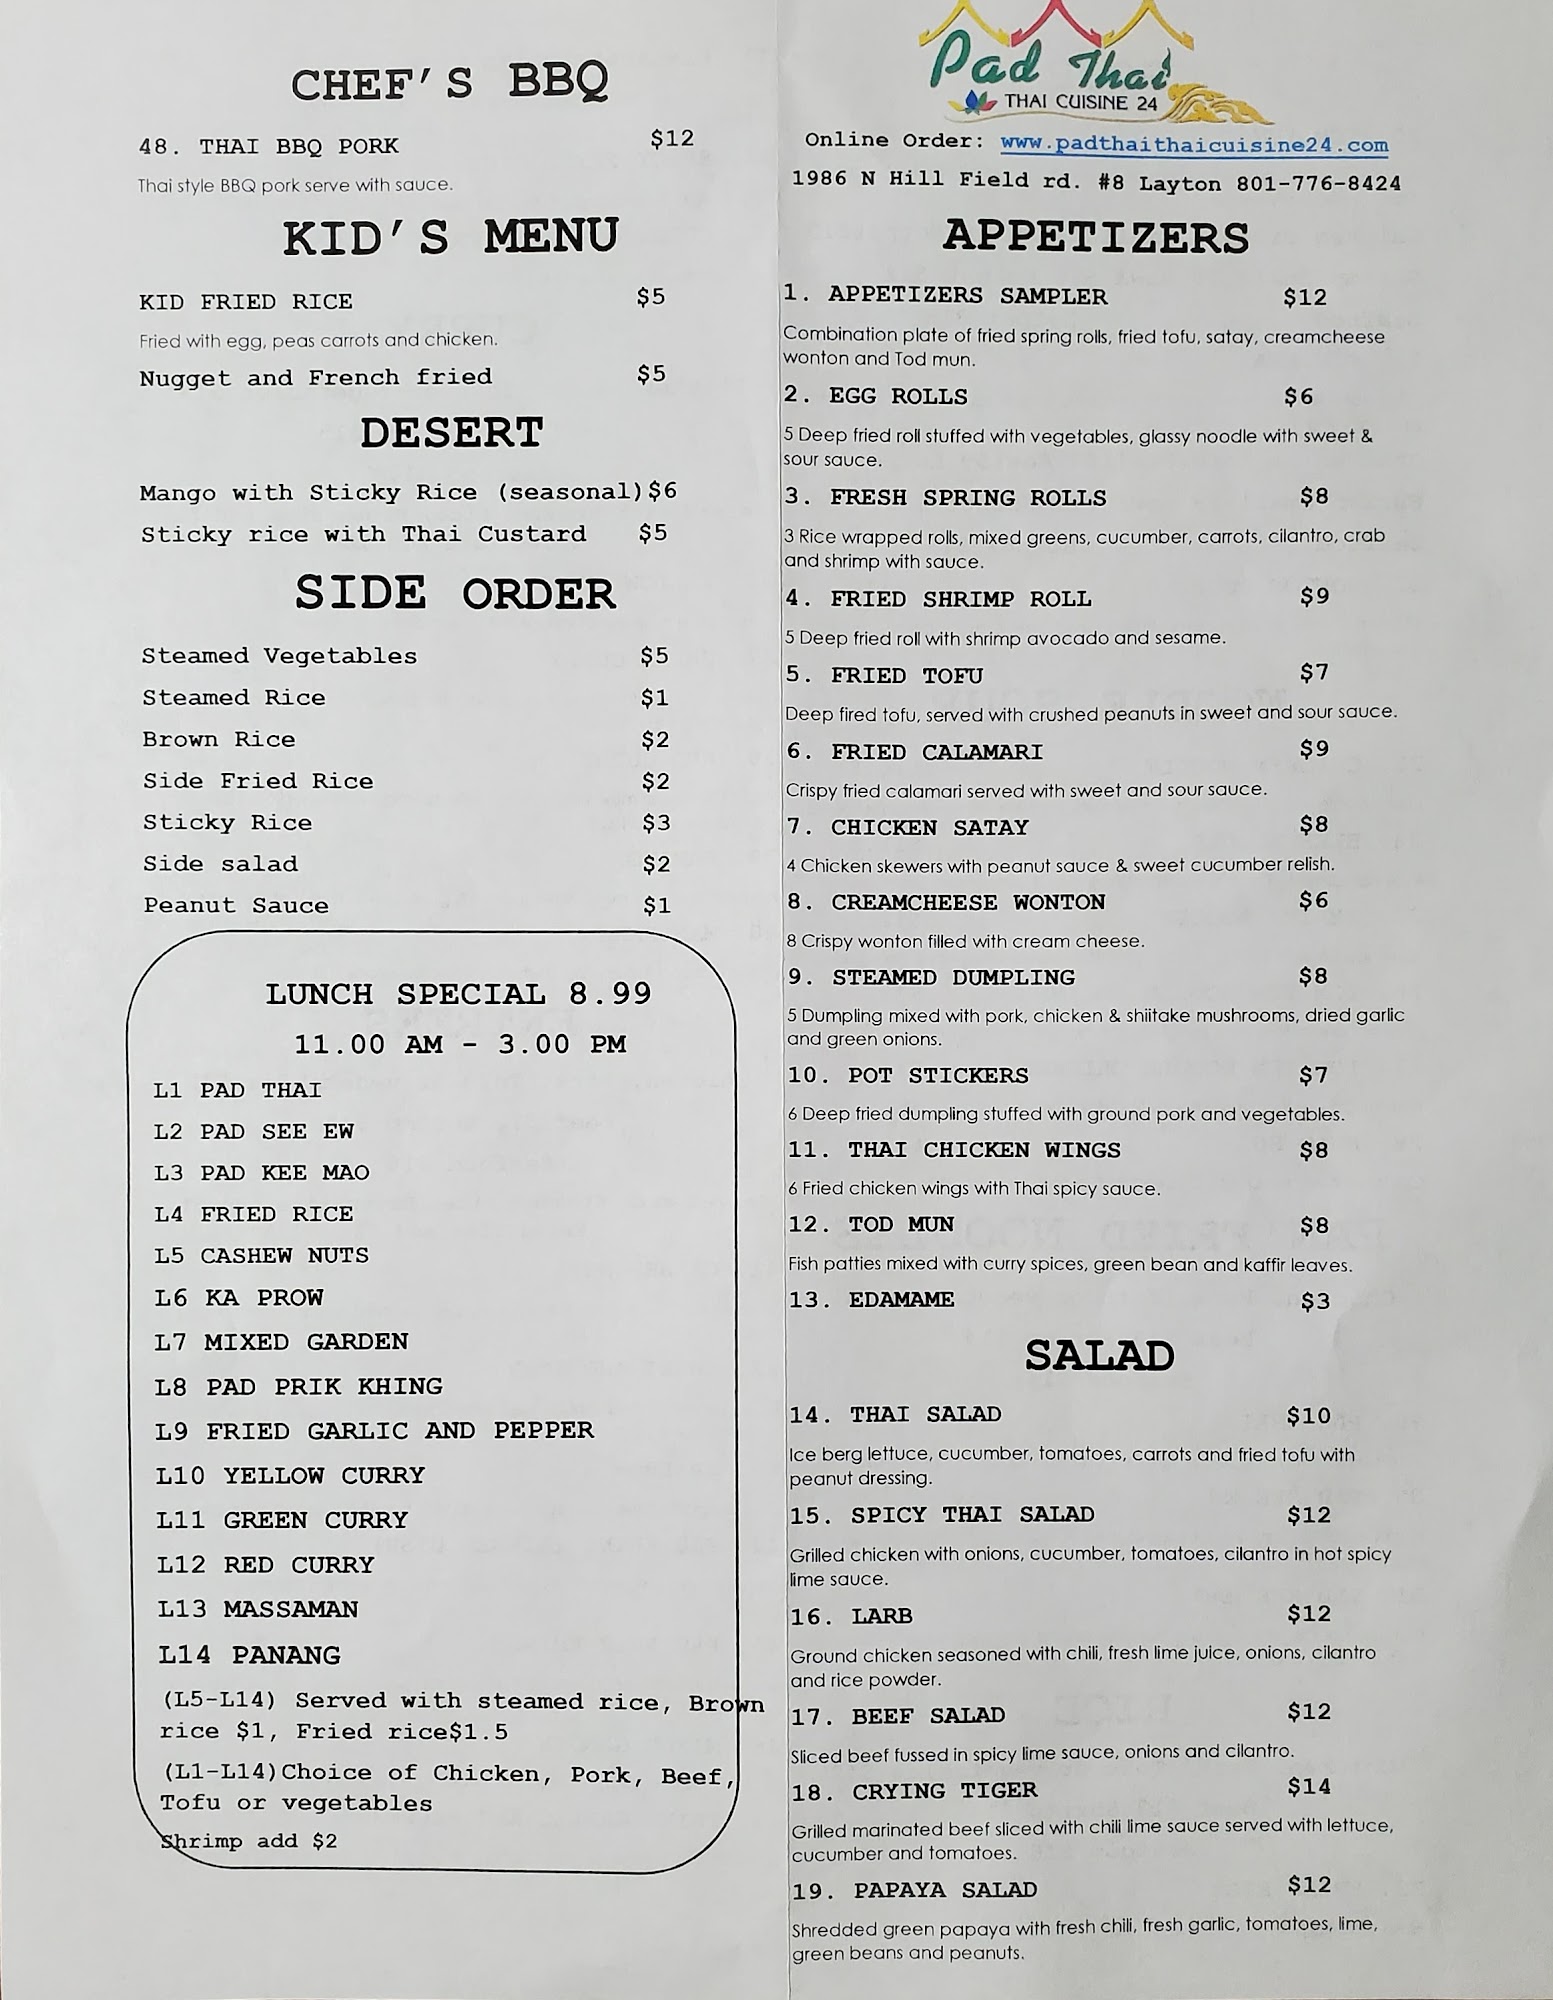 CHEF'S BBQ
48. THAI BBQ PORK $12
Thai style BBQ pork serve with sauce.
KID'S MENU
KID FRIED RICE $5
Fried with egg, peas carrots and chicken.
Nugget and French fried $5
DESERT
Mango with Sticky Rice (seasonal) $6
Sticky rice with Thai Custard $5
SIDE ORDER
Steamed Vegetables $5
Steamed Rice $1
Brown Rice $2
Side Fried Rice $2
Sticky Rice $3
Side salad $2
Peanut Sauce $1
LUNCH SPECIAL 8.99
11.00 AM - 3.00 PM
L1 PAD THAI
L2 PAD SEE EW
L3 PAD KEE MAO
L4 FRIED RICE
L5 CASHEW NUTS
L6 KA PROW
L7 MIXED GARDEN
L8 PAD PRIK KHING
L9 FRIED GARLIC AND PEPPER
L10 YELLOW CURRY
L11 GREEN CURRY
L12 RED CURRY
L13 MASSAMAN
L14 PANANG
(L5-L14) Served with steamed rice, Brown
rice $1, Fried rice$1.5
(L1-L14)Choice of Chicken, Pork, Beef,
Tofu or vegetables
Shrimp add $2
Pad Thai
THAI CUISINE 24
Online Order: www.padthaithaicuisine24.com
1986 N Hill Field rd. #8 Layton 801-776-8424
APPETIZERS
1. APPETIZERS SAMPLER $12
Combination plate of fried spring rolls, fried tofu, satay, creamcheese
wonton and Tod mun.
2. EGG ROLLS $6
5 Deep fried roll stuffed with vegetables, glassy noodle with sweet &
sour sauce.
3. FRESH SPRING ROLLS $8
3 Rice wrapped rolls, mixed greens, cucumber, carrots, cilantro, crab
and shrimp with sauce.
4. FRIED SHRIMP ROLL $9
5 Deep fried roll with shrimp avocado and sesame.
5. FRIED TOFU $7
Deep fired tofu, served with crushed peanuts in sweet and sour sauce.
6. FRIED CALAMARI $9
Crispy fried calamari served with sweet and sour sauce.
7. CHICKEN SATAY $8
4 Chicken skewers with peanut sauce & sweet cucumber relish.
8. CREAMCHEESE WONTON $6
8 Crispy wonton filled with cream cheese.
9. STEAMED DUMPLING $8
5 Dumpling mixed with pork, chicken & shiitake mushrooms, dried garlic
and green onions.
10. POT STICKERS $7
6 Deep fried dumpling stuffed with ground pork and vegetables.
11. THAI CHICKEN WINGS $8
6 Fried chicken wings with Thai spicy sauce.
12. TOD MUN $8
Fish patties mixed with curry spices, green bean and kaffir leaves.
13. EDAMAME $3
SALAD
14. THAI SALAD $10
Ice berg lettuce, cucumber, tomatoes, carrots and fried tofu with
peanut dressing.
15. SPICY THAI SALAD $12
Grilled chicken with onions, cucumber, tomatoes, cilantro in hot spicy
lime sauce.
16. LARB $12
Ground chicken seasoned with chili, fresh lime juice, onions, cilantro
and rice powder.
17. BEEF SALAD $12
Sliced beef fussed in spicy lime sauce, onions and cilantro.
18. CRYING TIGER $14
Grilled marinated beef sliced with chili lime sauce served with lettuce,
cucumber and tomatoes.
19. PAPAYA SALAD $12
Shredded green papaya with fresh chili, fresh garlic, tomatoes, lime,
green beans and peanuts.